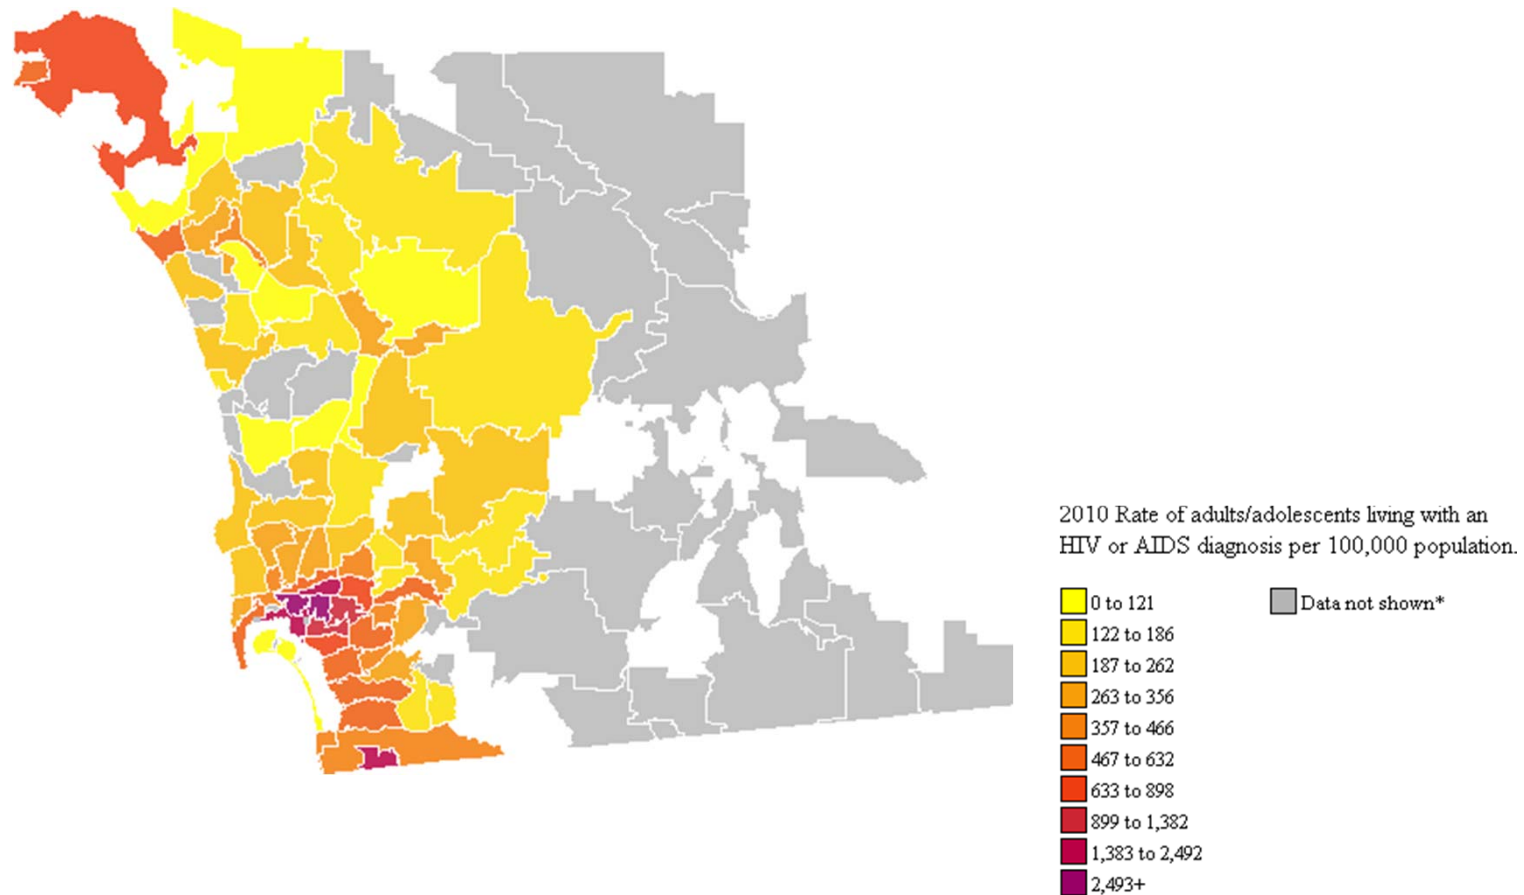 2010 Rate of adults/adolescents living with an
HIV or AIDS diagnosis per 100,000 population.
0 to 121
Data not shown*
122 to 186
187 to 262
263 to 356
357 to 466
467 to 632
633 to 898
899 to 1,382
1,383 to 2,492
2,493+